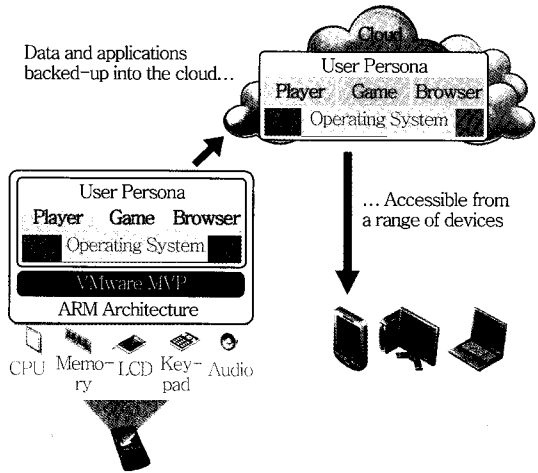 Data and applications
backed-up into the cloud...
Cloud
User Persona
Player Game Browser
Operating System
... Accessible from
a range of devices
User Persona
Player Game Browser
Operating System
VMware MVP
ARM Architecture
CPU Memo-
ry LCD Key-
pad Audio